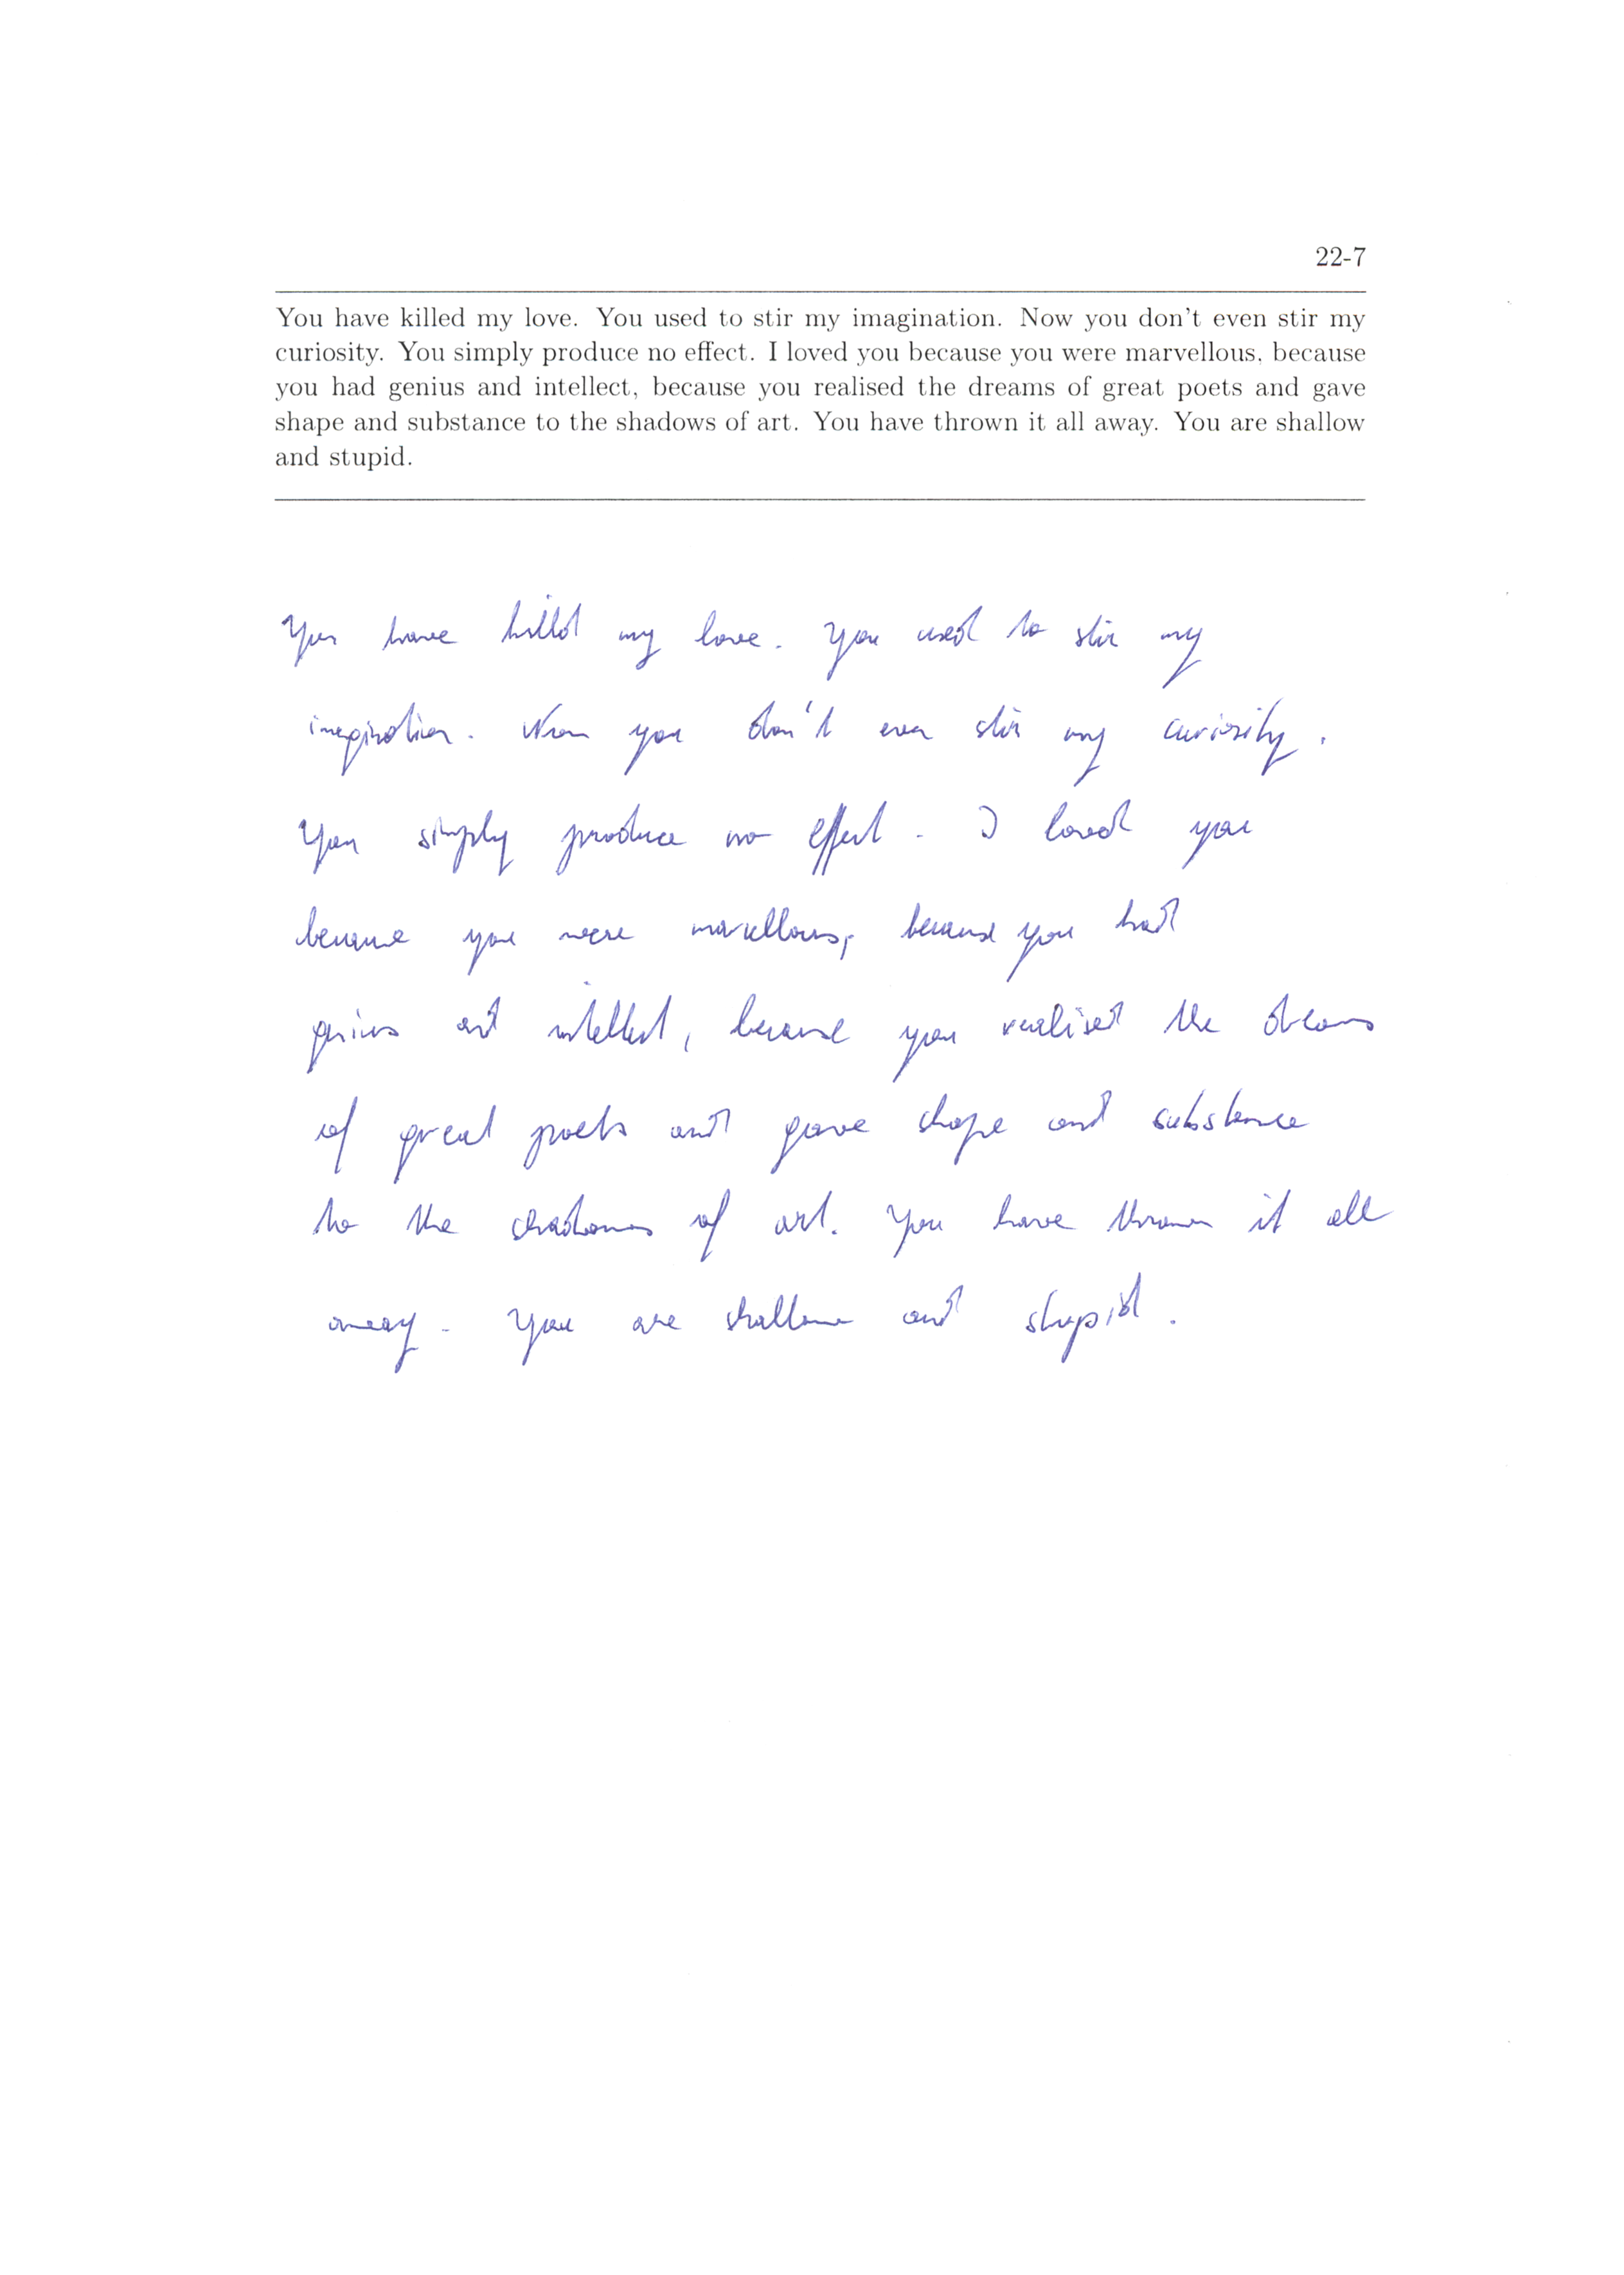 22-7
You have killed my love. You used to stir my imagination. Now you don't even stir my
curiosity. You simply produce no effect. I loved you because you were marvellous, because
you had genius and intellect, because you realised the dreams of great poets and gave
shape and substance to the shadows of art. You have thrown it all away. You are shallow
and stupid.
You have killed my love. You used to stir my
imagination. Now you don't even stir my curiosity.
You simply produce no effect. I loved you
because you were marvellous, because you had
genius and intellect, because you realised the dreams
of great poets and gave shape and substance
to the shadows of art. You have thrown it all
away. You are shallow and stupid.